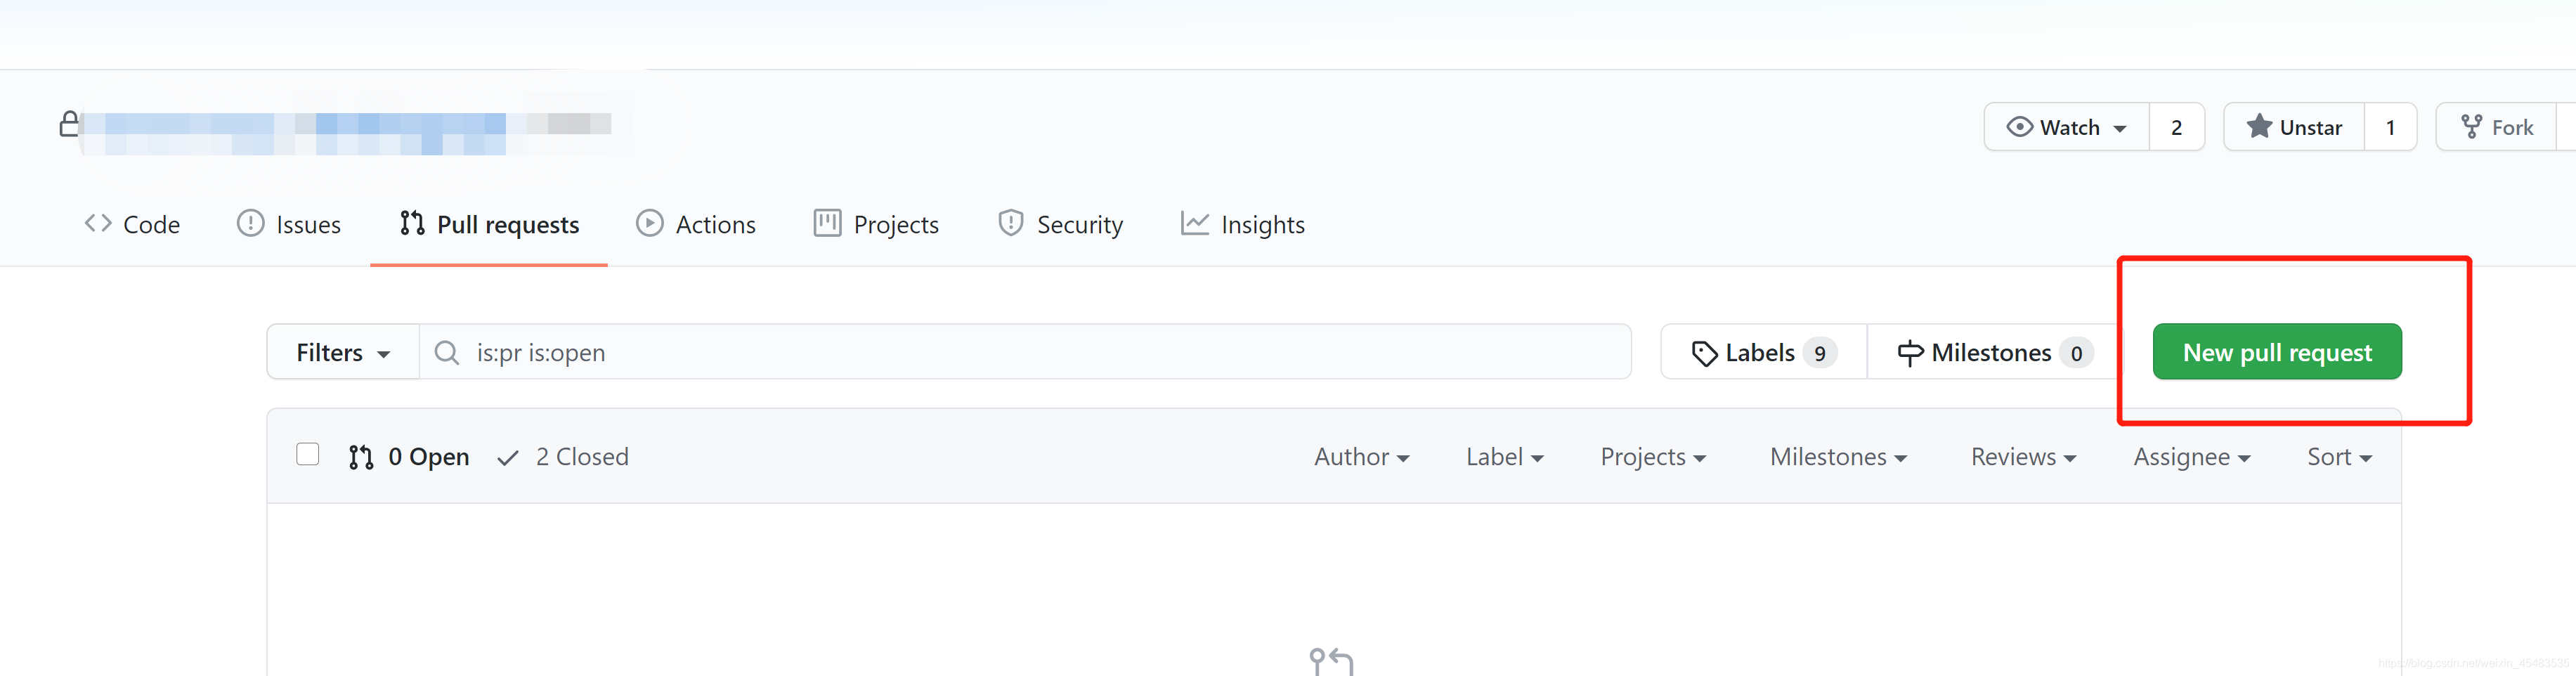 Watch 2 Unstar 1 Fork
Code Issues Pull requests Actions Projects Security Insights
Filters is:pr is:open Labels 9 Milestones 0 New pull request
0 Open 2 Closed Author Label Projects Milestones Reviews Assignee Sort
https://blog.csdn.net/weixin_45483535